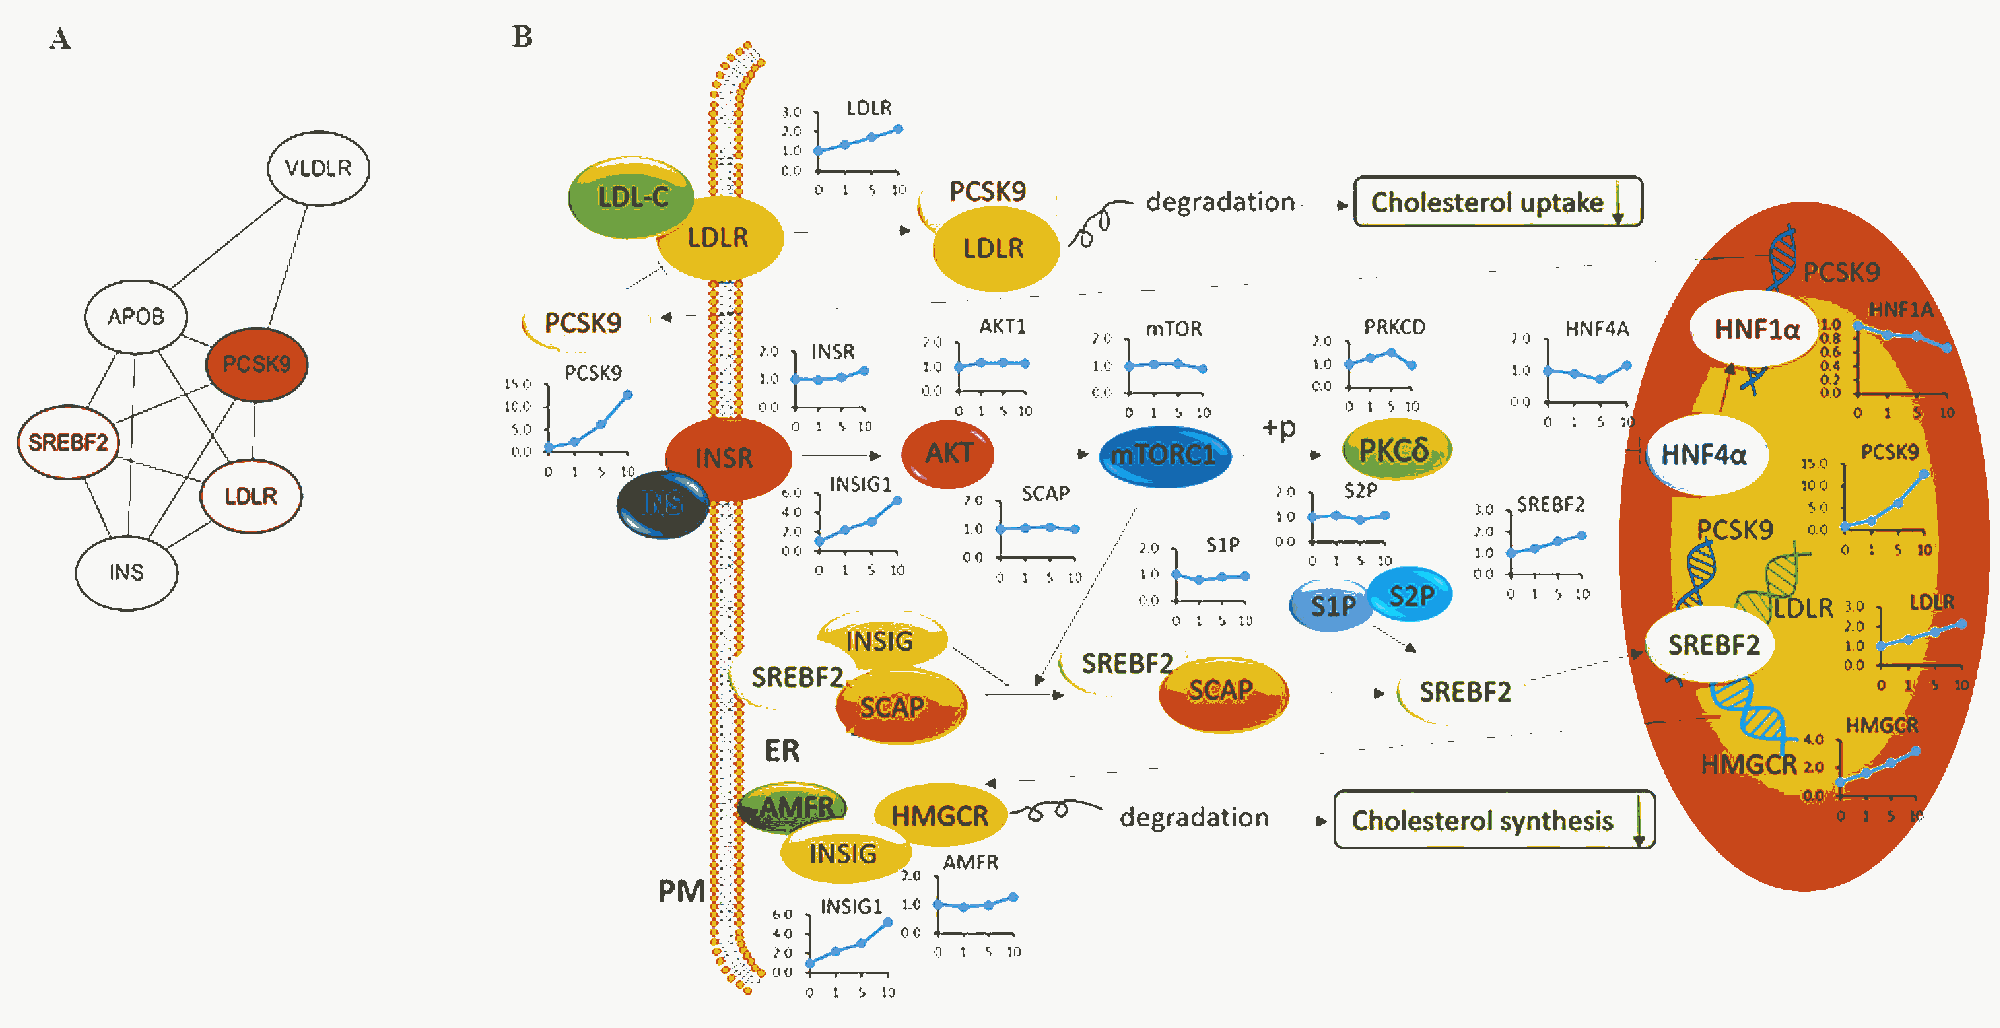 A
B
VLDLR
APOB
PCSK9
SREBF2
LDLR
INS
LDLR
3.0
2.0
1.0
0.0
0 1 5 10
LDL-C
LDLR
PCSK9
LDLR
degradation
Cholesterol uptake
PCSK9
PCSK9
15.0
10.0
5.0
0.0
0 1 5 10
INSR
2.0
1.0
0.0
0 1 5 10
AKT1
2.0
1.0
0.0
0 1 5 10
mTOR
2.0
1.0
0.0
0 1 5 10
PRKCD
2.0
1.0
0.0
0 1 5 10
HNF4A
2.0
1.0
0.0
0 1 5 10
INSR
INS
AKT
mTORC1
+p
PKCδ
INSIG1
6.0
4.0
2.0
0.0
0 1 5 10
SCAP
2.0
1.0
0.0
0 1 5 10
S1P
2.0
1.0
0.0
0 1 5 10
S2P
2.0
1.0
0.0
0 1 5 10
SREBF2
3.0
2.0
1.0
0.0
0 1 5 10
S1P
S2P
INSIG
SREBF2
SCAP
SREBF2
SCAP
SREBF2
ER
AMFR
HMGCR
INSIG
degradation
Cholesterol synthesis
PM
INSIG1
6.0
4.0
2.0
0.0
0 1 5 10
AMFR
2.0
1.0
0.0
0 1 5 10
PCSK9
HNF1α
HNF1A
1.0
0.8
0.6
0.4
0.2
0.0
0 1 5 10
HNF4α
PCSK9
15.0
10.0
5.0
0.0
0 1 5 10
PCSK9
LDLR
SREBF2
LDLR
3.0
2.0
1.0
0.0
0 1 5 10
HMGCR
HMGCR
4.0
2.0
0.0
0 1 5 10